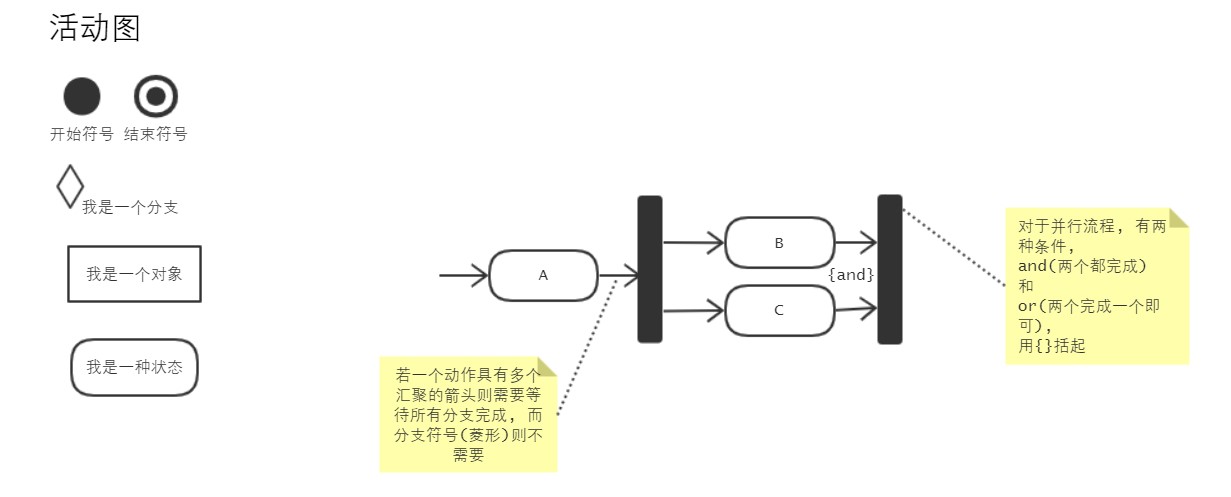 活动图
开始符号 结束符号
我是一个分支
我是一个对象
我是一种状态
A
B
{and}
C
若一个动作具有多个
汇聚的箭头则需要等
待所有分支完成, 而
分支符号(菱形)则不
需要
对于并行流程, 有两
种条件,
and(两个都完成)
和
or(两个完成一个即
可),
用{}括起